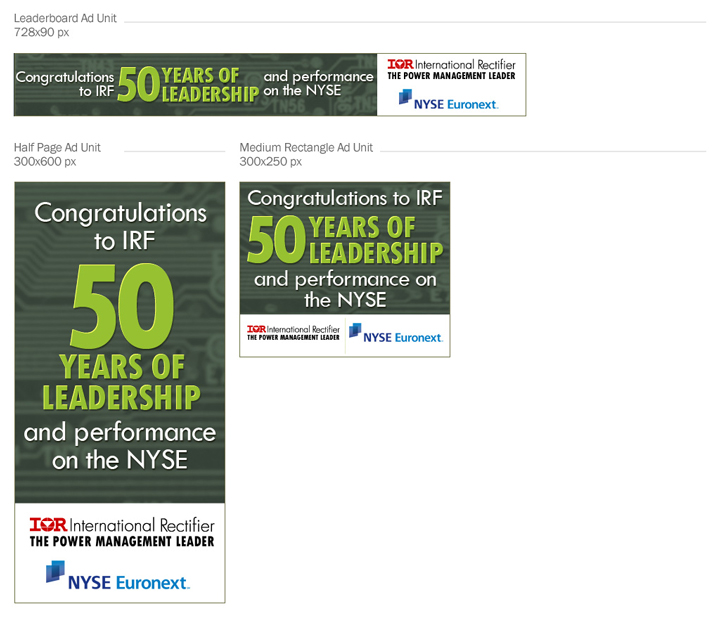 Leaderboard Ad Unit
728x90 px
Congratulations
to IRF
50
YEARS OF
LEADERSHIP
and performance
on the NYSE
IOR International Rectifier
THE POWER MANAGEMENT LEADER
NYSE Euronext.
Half Page Ad Unit
300x600 px
Congratulations
to IRF
50
YEARS OF
LEADERSHIP
and performance
on the NYSE
IOR International Rectifier
THE POWER MANAGEMENT LEADER
NYSE Euronext.
Medium Rectangle Ad Unit
300x250 px
Congratulations to IRF
50
YEARS OF
LEADERSHIP
and performance on
the NYSE
IOR International Rectifier
THE POWER MANAGEMENT LEADER
NYSE Euronext.